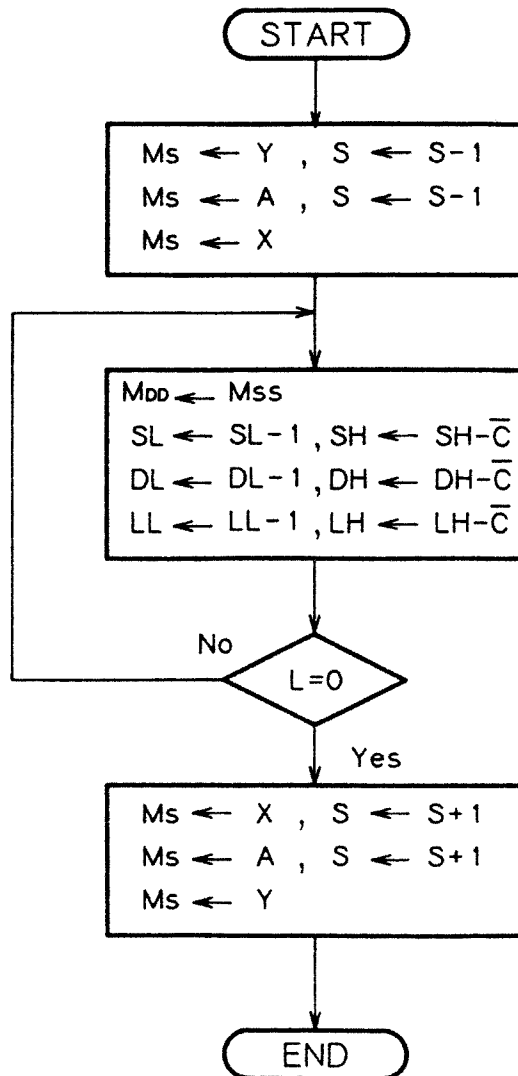 START
Ms ← Y , S ← S-1
Ms ← A , S ← S-1
Ms ← X
MDD ← Mss
SL ← SL-1 , SH ← SH-C̅
DL ← DL-1 , DH ← DH-C̅
LL ← LL-1 , LH ← LH-C̅
No
L=0
Yes
Ms ← X , S ← S+1
Ms ← A , S ← S+1
Ms ← Y
END